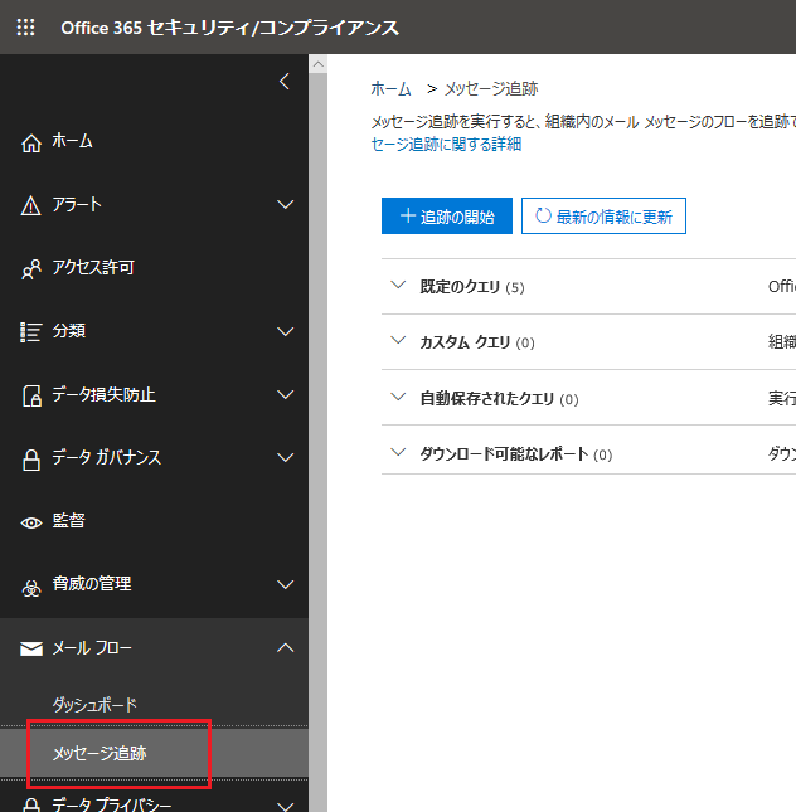 Office 365 セキュリティ/コンプライアンス
ホーム
アラート
アクセス許可
分類
データ損失防止
データ ガバナンス
監督
脅威の管理
メール フロー
ダッシュボード
メッセージ追跡
データ プライバシー
ホーム > メッセージ追跡
メッセージ追跡を実行すると、組織内のメール メッセージのフローを追跡で
セージ追跡に関する詳細
+ 追跡の開始 最新の情報に更新
既定のクエリ (5) Offi
カスタム クエリ (0) 組織
自動保存されたクエリ (0) 実行
ダウンロード可能なレポート (0) ダウン